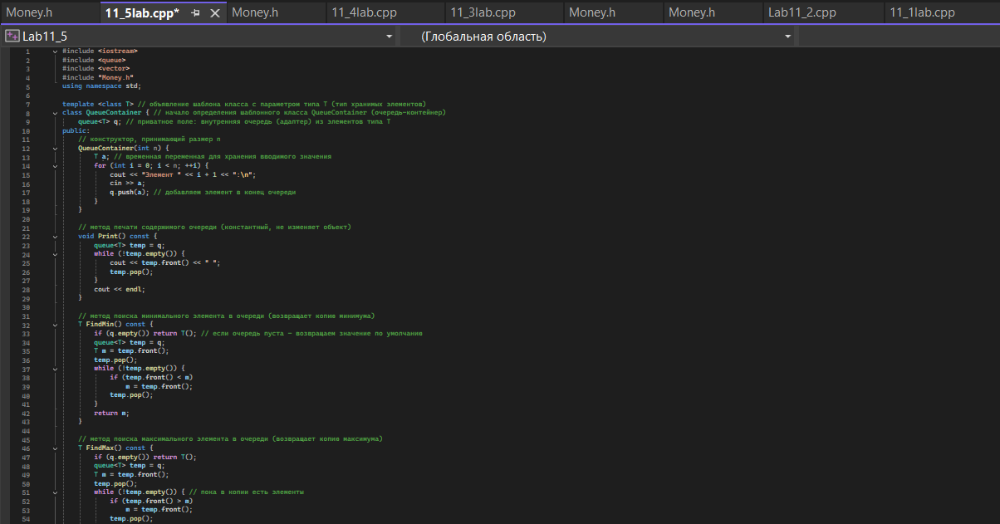 Money.h 11_5lab.cpp* Money.h 11_4lab.cpp 11_3lab.cpp Money.h Money.h Lab11_2.cpp 11_1lab.cpp
Lab11_5 (Глобальная область)
1 #include <iostream>
2 #include <queue>
3 #include <vector>
4 #include "Money.h"
5 using namespace std;
6
7 template <class T> // объявление шаблона класса с параметром типа T (тип хранимых элементов)
8 class QueueContainer { // начало определения шаблонного класса QueueContainer (очередь-контейнер)
9 queue<T> q; // приватное поле: внутренняя очередь (адаптер) из элементов типа T
10 public:
11 // конструктор, принимающий размер n
12 QueueContainer(int n) {
13 T a; // временная переменная для хранения вводимого значения
14 for (int i = 0; i < n; ++i) {
15 cout << "Элемент " << i + 1 << ":\n";
16 cin >> a;
17 q.push(a); // добавляем элемент в конец очереди
18 }
19 }
20
21 // метод печати содержимого очереди (константный, не изменяет объект)
22 void Print() const {
23 queue<T> temp = q;
24 while (!temp.empty()) {
25 cout << temp.front() << " ";
26 temp.pop();
27 }
28 cout << endl;
29 }
30
31 // метод поиска минимального элемента в очереди (возвращает копию минимума)
32 T FindMin() const {
33 if (q.empty()) return T(); // если очередь пуста – возвращаем значение по умолчанию
34 queue<T> temp = q;
35 T m = temp.front();
36 temp.pop();
37 while (!temp.empty()) {
38 if (temp.front() < m)
39 m = temp.front();
40 temp.pop();
41 }
42 return m;
43 }
44
45 // метод поиска максимального элемента в очереди (возвращает копию максимума)
46 T FindMax() const {
47 if (q.empty()) return T();
48 queue<T> temp = q;
49 T m = temp.front();
50 temp.pop();
51 while (!temp.empty()) { // пока в копии есть элементы
52 if (temp.front() > m)
53 m = temp.front();
54 temp.pop();